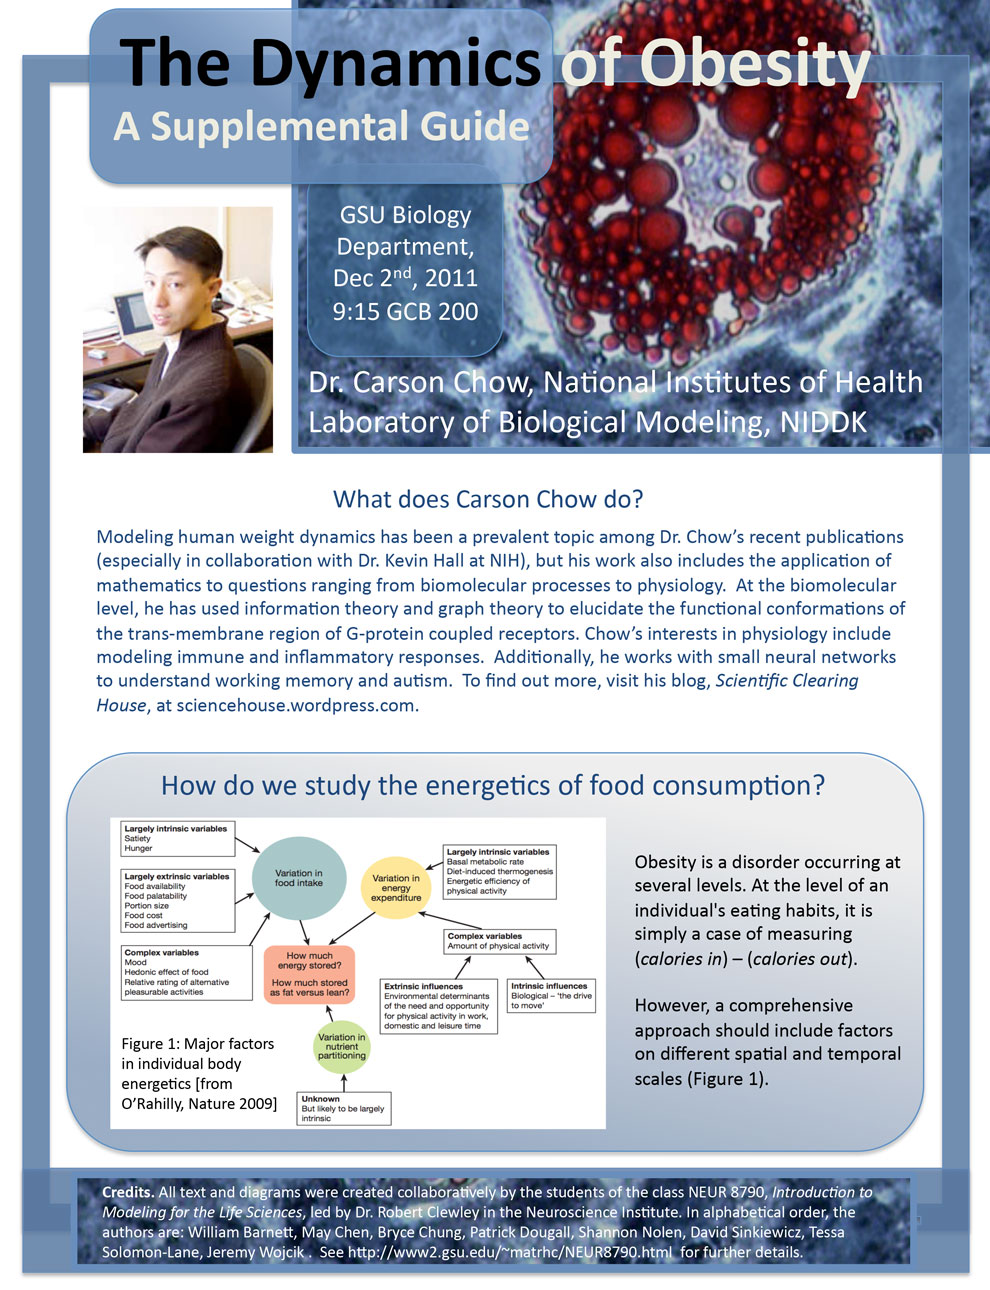 The Dynamics of Obesity
A Supplemental Guide
GSU Biology
Department,
Dec 2nd, 2011
9:15 GCB 200
Dr. Carson Chow, National Institutes of Health
Laboratory of Biological Modeling, NIDDK
What does Carson Chow do?
Modeling human weight dynamics has been a prevalent topic among Dr. Chow's recent publications
(especially in collaboration with Dr. Kevin Hall at NIH), but his work also includes the application of
mathematics to questions ranging from biomolecular processes to physiology.  At the biomolecular
level, he has used information theory and graph theory to elucidate the functional conformations of
the trans-membrane region of G-protein coupled receptors. Chow's interests in physiology include
modeling immune and inflammatory responses.  Additionally, he works with small neural networks
to understand working memory and autism.  To find out more, visit his blog, Scientific Clearing
House, at sciencehouse.wordpress.com.
How do we study the energetics of food consumption?
Largely intrinsic variables
Satiety
Hunger
Largely extrinsic variables
Food availability
Food palatability
Portion size
Food cost
Food advertising
Complex variables
Mood
Hedonic effect of food
Relative rating of alternative
pleasurable activities
Variation in
food intake
Variation in
energy
expenditure
Largely intrinsic variables
Basal metabolic rate
Diet-induced thermogenesis
Energetic efficiency of
physical activity
Complex variables
Amount of physical activity
How much
energy stored?
How much stored
as fat versus lean?
Extrinsic influences
Environmental determinants
of the need and opportunity
for physical activity in work,
domestic and leisure time
Intrinsic influences
Biological – 'the drive
to move'
Variation in
nutrient
partitioning
Unknown
But likely to be largely
intrinsic
Figure 1: Major factors
in individual body
energetics [from
O'Rahilly, Nature 2009]
Obesity is a disorder occurring at
several levels. At the level of an
individual's eating habits, it is
simply a case of measuring
(calories in) – (calories out).
However, a comprehensive
approach should include factors
on different spatial and temporal
scales (Figure 1).
Credits. All text and diagrams were created collaboratively by the students of the class NEUR 8790, Introduction to
Modeling for the Life Sciences, led by Dr. Robert Clewley in the Neuroscience Institute. In alphabetical order, the
authors are: William Barnett, May Chen, Bryce Chung, Patrick Dougall, Shannon Nolen, David Sinkiewicz, Tessa
Solomon-Lane, Jeremy Wojcik .  See http://www2.gsu.edu/~matrhc/NEUR8790.html  for further details.